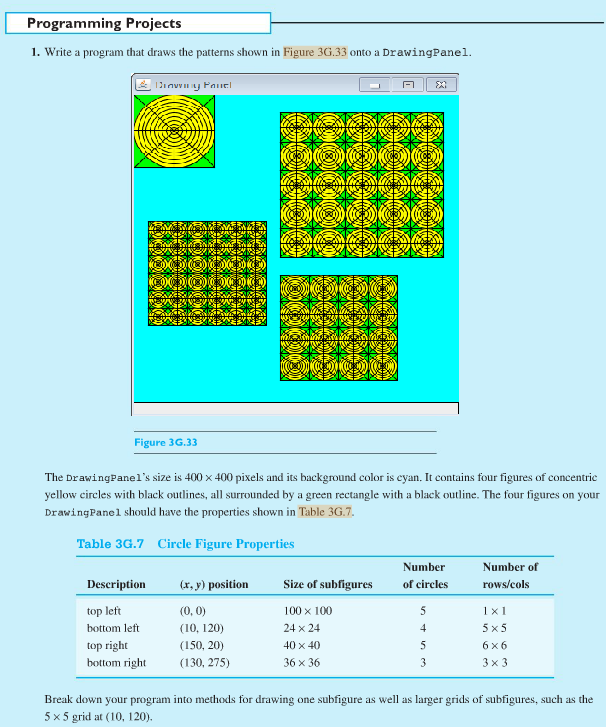 Programming Projects
1. Write a program that draws the patterns shown in Figure 3G.33 onto a DrawingPanel.
Drawing Panel
Figure 3G.33
The DrawingPanel's size is 400 × 400 pixels and its background color is cyan. It contains four figures of concentric
yellow circles with black outlines, all surrounded by a green rectangle with a black outline. The four figures on your
DrawingPanel should have the properties shown in Table 3G.7.
Table 3G.7 Circle Figure Properties
Number Number of
Description (x, y) position Size of subfigures of circles rows/cols
top left (0, 0) 100 × 100 5 1 × 1
bottom left (10, 120) 24 × 24 4 5 × 5
top right (150, 20) 40 × 40 5 6 × 6
bottom right (130, 275) 36 × 36 3 3 × 3
Break down your program into methods for drawing one subfigure as well as larger grids of subfigures, such as the
5 × 5 grid at (10, 120).